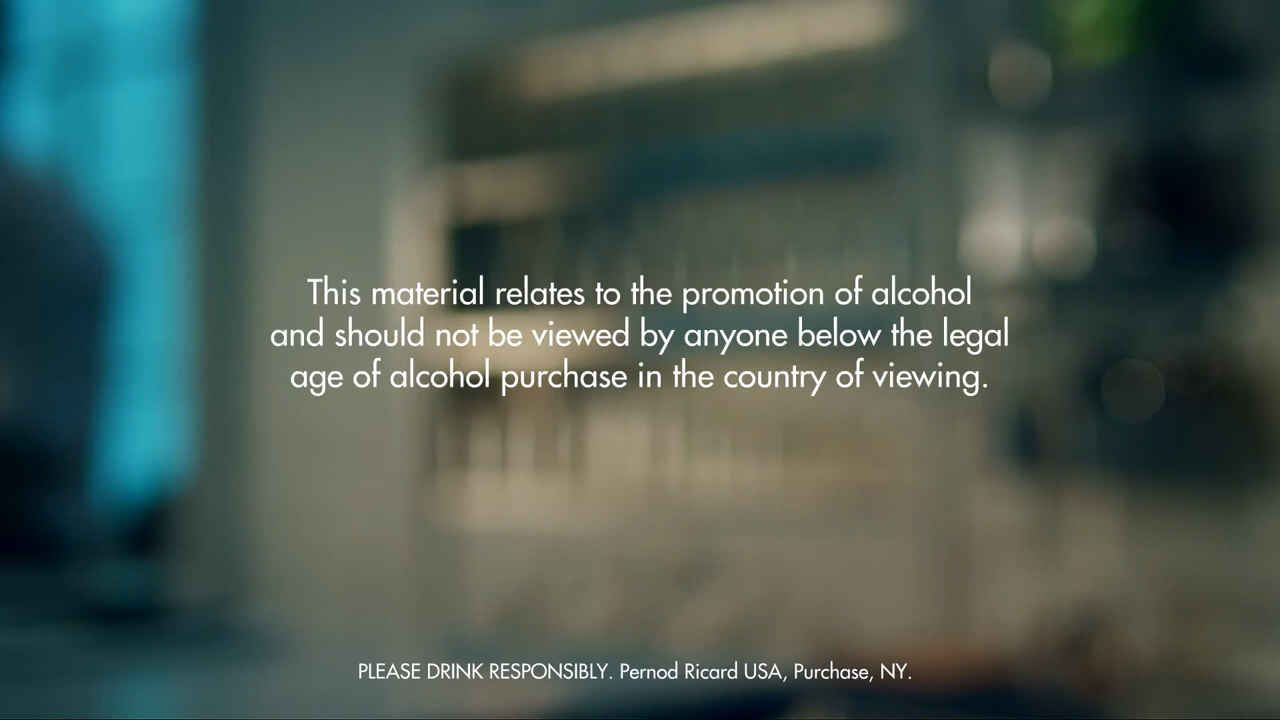 This material relates to the promotion of alcohol
and should not be viewed by anyone below the legal
age of alcohol purchase in the country of viewing.
PLEASE DRINK RESPONSIBLY. Pernod Ricard USA, Purchase, NY.